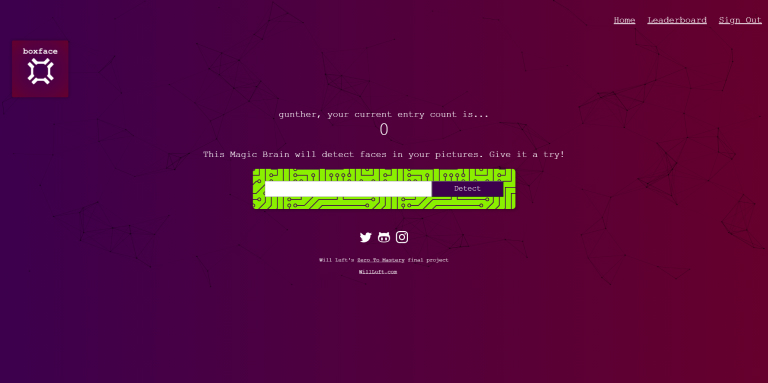 Home Leaderboard Sign Out
boxface
gunther, your current entry count is...
0
This Magic Brain will detect faces in your pictures. Give it a try!
Detect
Will Luft's Zero To Mastery final project
WillLuft.com